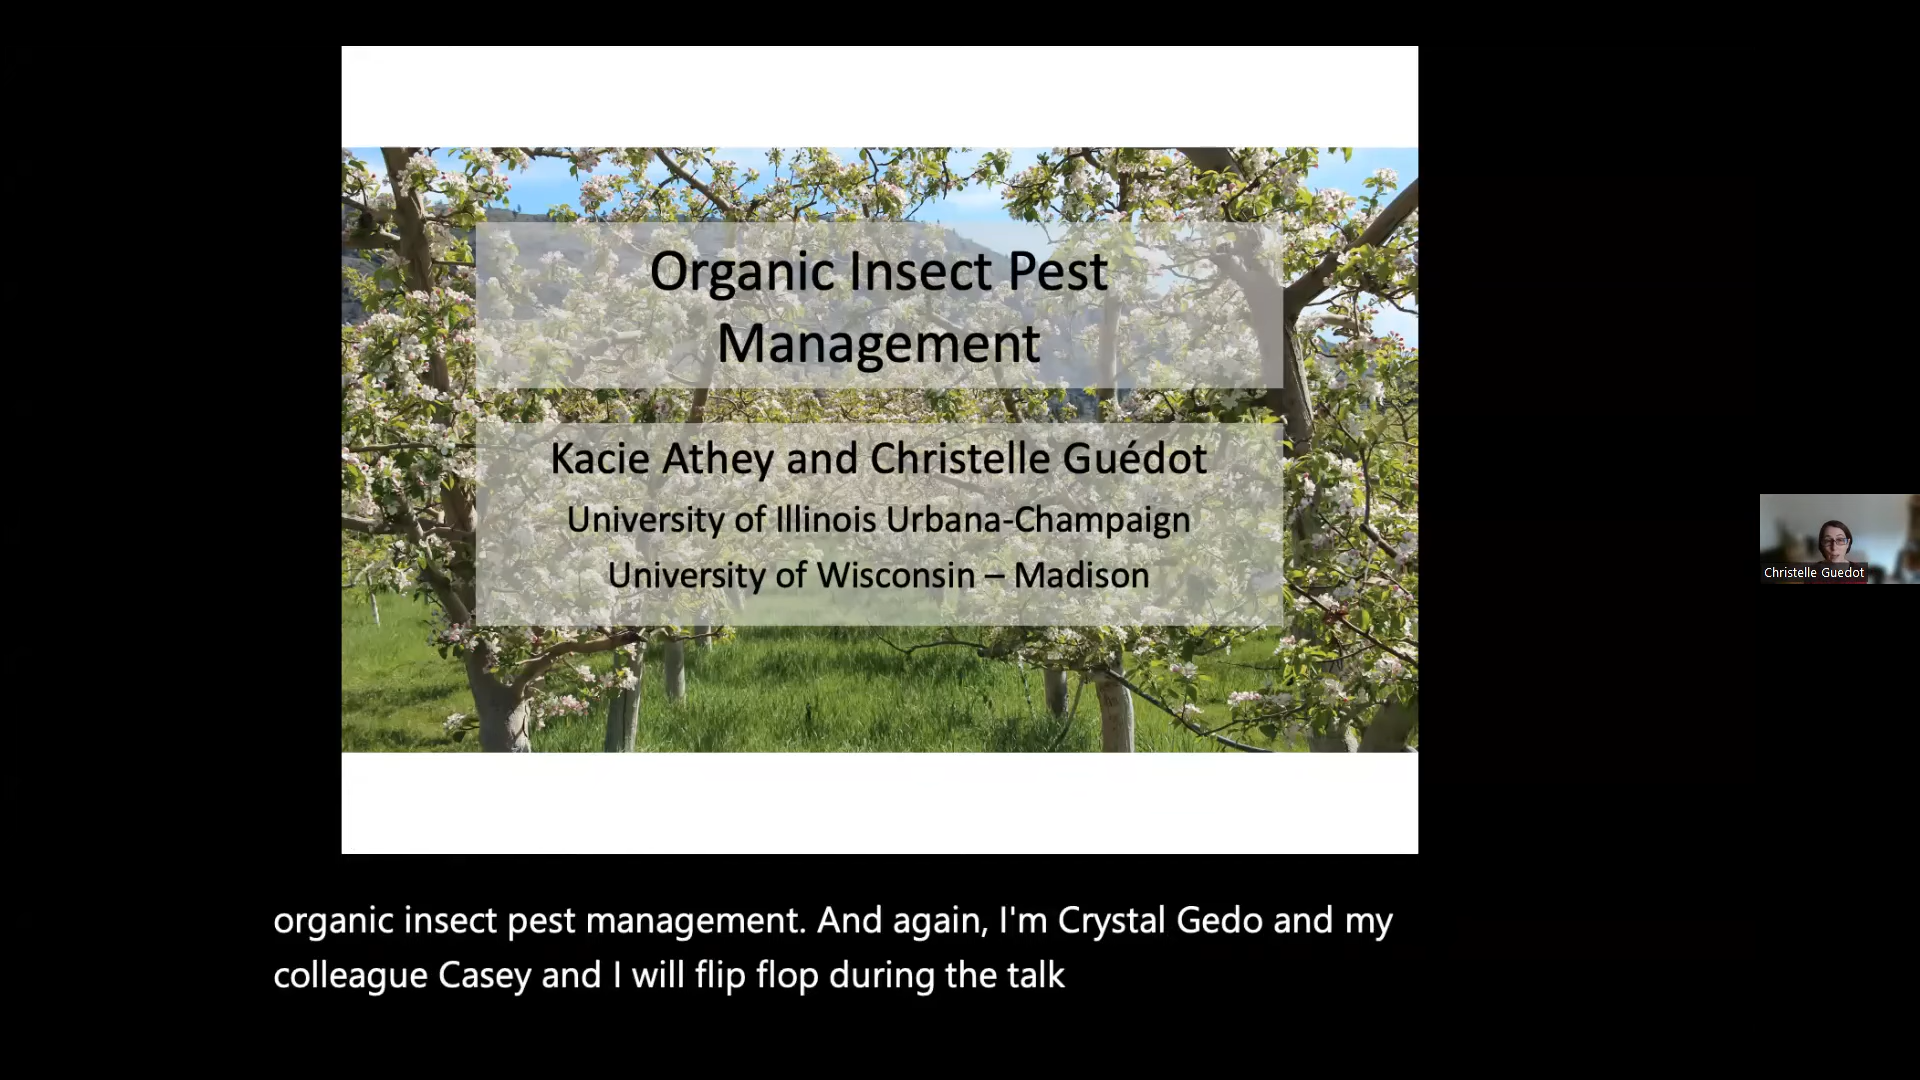 Organic Insect Pest
Management
Kacie Athey and Christelle Guédot
University of Illinois Urbana-Champaign
University of Wisconsin – Madison
Christelle Guedot
organic insect pest management. And again, I'm Crystal Gedo and my
colleague Casey and I will flip flop during the talk